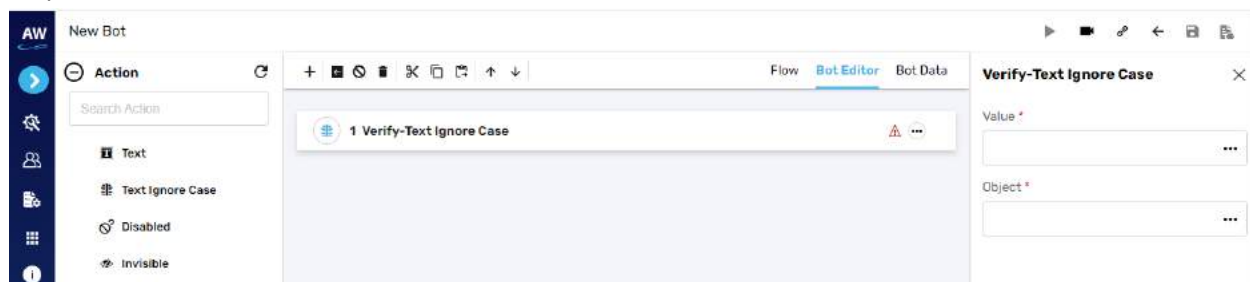 AW
New Bot
Action
Flow Bot Editor Bot Data
Verify-Text Ignore Case
Search Action
Value *
1 Verify-Text Ignore Case
Text
Text Ignore Case
Object *
Disabled
Invisible